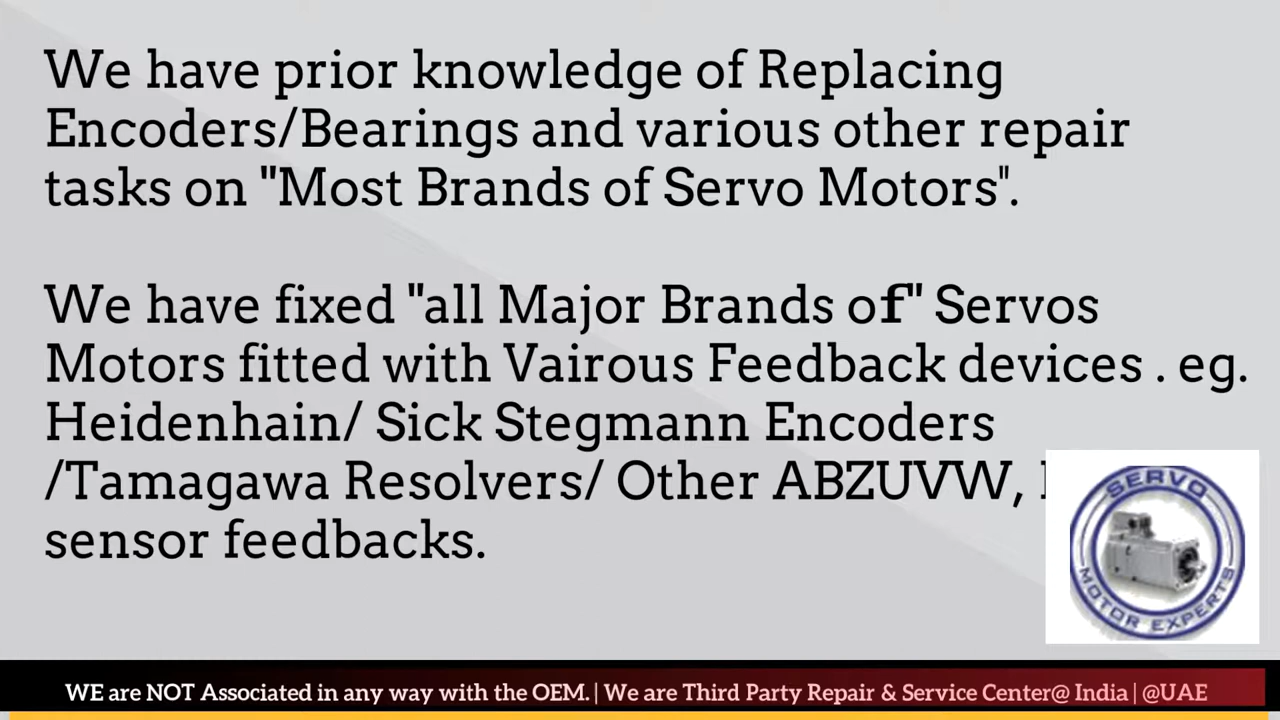 We have prior knowledge of Replacing
Encoders/Bearings and various other repair
tasks on "Most Brands of Servo Motors".
We have fixed "all Major Brands of" Servos
Motors fitted with Vairous Feedback devices . eg.
Heidenhain/ Sick Stegmann Encoders
/Tamagawa Resolvers/ Other ABZUVW,
sensor feedbacks.
SERVO
MOTOR EXPERTS
WE are NOT Associated in any way with the OEM. | We are Third Party Repair & Service Center@ India | @UAE